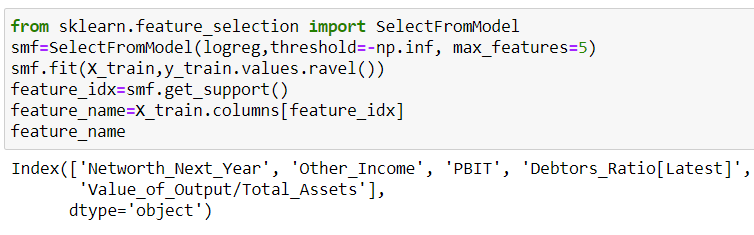 from sklearn.feature_selection import SelectFromModel
smf=SelectFromModel(logreg,threshold=-np.inf, max_features=5)
smf.fit(X_train,y_train.values.ravel())
feature_idx=smf.get_support()
feature_name=X_train.columns[feature_idx]
feature_name
Index(['Networth_Next_Year', 'Other_Income', 'PBIT', 'Debtors_Ratio[Latest]',
       'Value_of_Output/Total_Assets'],
      dtype='object')